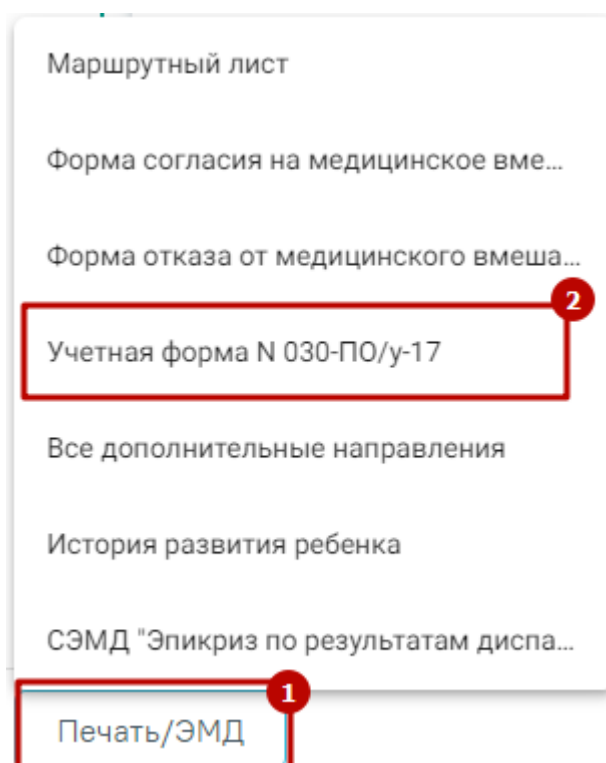 Маршрутный лист
Форма согласия на медицинское вме...
Форма отказа от медицинского вмеша...
2
Учетная форма N 030-ПО/у-17
Все дополнительные направления
История развития ребенка
СЭМД "Эпикриз по результатам диспа...
1
Печать/ЭМД